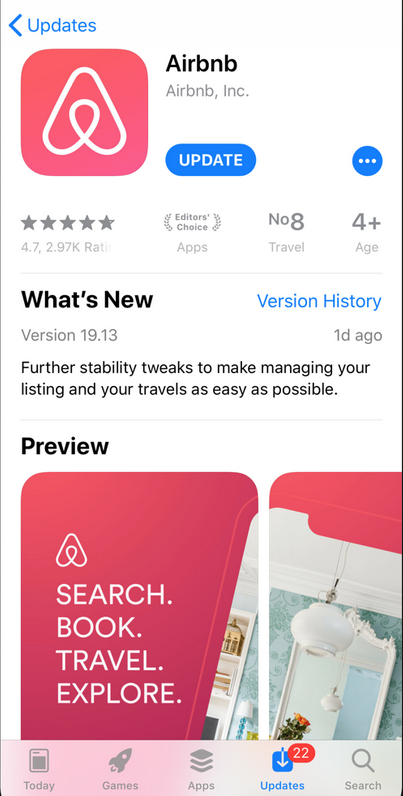 Updates
Airbnb
Airbnb, Inc.
UPDATE
Editors'
Choice
No8
4+
4.7, 2.97K
Apps
Travel
Age
What's New
Version History
Version 19.13
1d ago
Further stability tweaks to make managing your
listing and your travels as easy as possible.
Preview
SEARCH.
BOOK.
TRAVEL.
EXPLORE.
22
Today
Games
Apps
Updates
Search